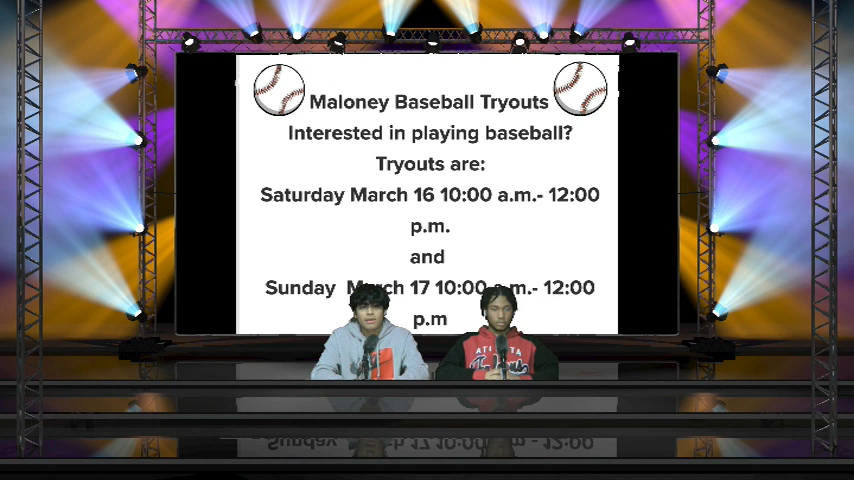 Maloney Baseball Tryouts
Interested in playing baseball?
Tryouts are:
Saturday March 16 10:00 a.m.- 12:00
p.m.
and
Sunday March 17 10:00 a.m.- 12:00
p.m
ATLANTA